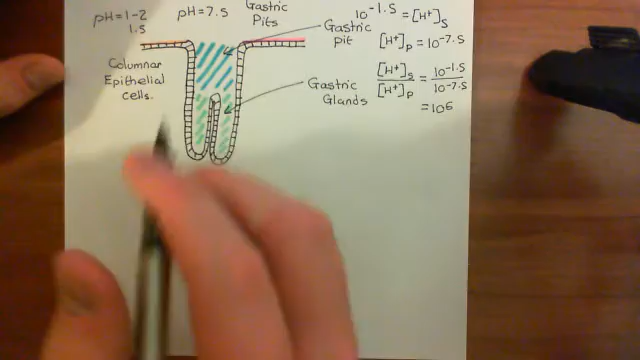 pH=1-2
1.5
pH=7.5
Gastric
Pits
10^-1.5 = [H+]s
[H+]p = 10^-7.5
[H+]s / [H+]p = 10^-1.5 / 10^-7.5
= 10^6
Gastric
pit
Columnar
Epithelial
cells.
Gastric
Glands